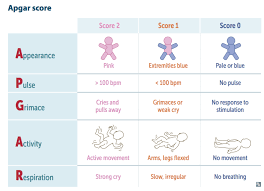 Apgar score
Score 2 Score 1 Score 0
Appearance Pink Extremities blue Pale or blue
Pulse > 100 bpm < 100 bpm No pulse
Grimace Cries and pulls away Grimaces or weak cry No response to stimulation
Activity Active movement Arms, legs flexed No movement
Respiration Strong cry Slow, irregular No breathing